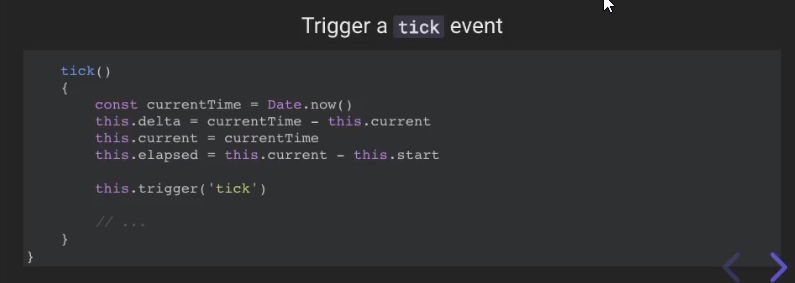 Trigger a tick event
tick()
{
const currentTime = Date.now()
this.delta = currentTime - this.current
this.current = currentTime
this.elapsed = this.current - this.start
this.trigger('tick')
// ...
}
}